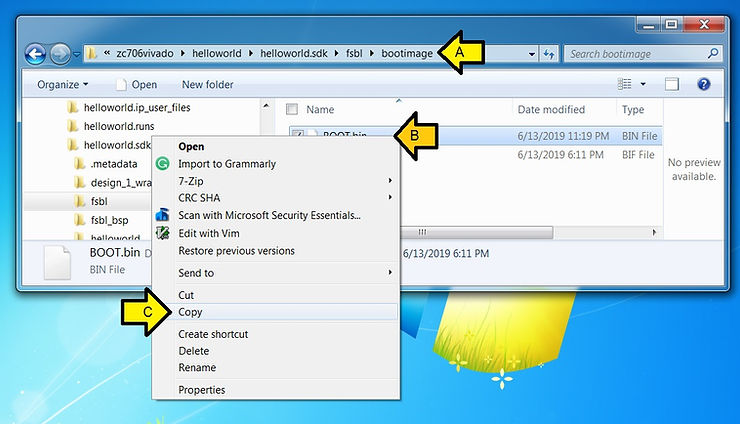 « zc706vivado helloworld helloworld.sdk fsbl bootimage
A
Search bootimage
Organize Open New folder
helloworld.ip_user_files
helloworld.runs
helloworld.sdk
.metadata
design_1_wra
fsbl
fsbl_bsp
helloworld
Name Date modified Type
BOOT.bin 6/13/2019 11:19 PM BIN File
B
6/13/2019 6:11 PM BIF File
No preview
available.
BOOT.bin D 6/13/2019 6:11 PM
BIN File
Open
Import to Grammarly
7-Zip
CRC SHA
Scan with Microsoft Security Essentials...
Edit with Vim
Restore previous versions
Send to
Cut
C
Copy
Create shortcut
Delete
Rename
Properties